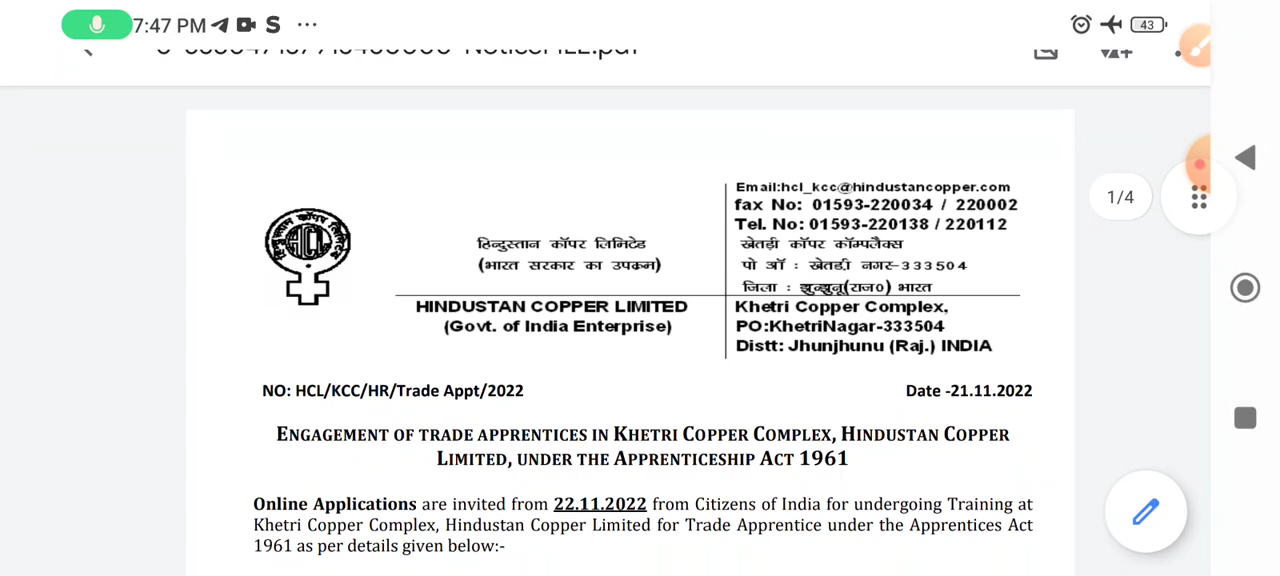 7:47 PM
43
1/4
हिन्दुस्तान कॉपर लिमिटेड
(भारत सरकार का उपक्रम)
HINDUSTAN COPPER LIMITED
(Govt. of India Enterprise)
Email:hcl_kcc@hindustancopper.com
fax No: 01593-220034 / 220002
Tel. No: 01593-220138 / 220112
खेतड़ी कॉपर कॉम्पलैक्स
पो ऑ : खेतडी नगर-333504
जिला : झुन्झुनू(राज०) भारत
Khetri Copper Complex,
PO:KhetriNagar-333504
Distt: Jhunjhunu (Raj.) INDIA
NO: HCL/KCC/HR/Trade Appt/2022
Date -21.11.2022
ENGAGEMENT OF TRADE APPRENTICES IN KHETRI COPPER COMPLEX, HINDUSTAN COPPER
LIMITED, UNDER THE APPRENTICESHIP ACT 1961
Online Applications are invited from 22.11.2022 from Citizens of India for undergoing Training at
Khetri Copper Complex, Hindustan Copper Limited for Trade Apprentice under the Apprentices Act
1961 as per details given below:-